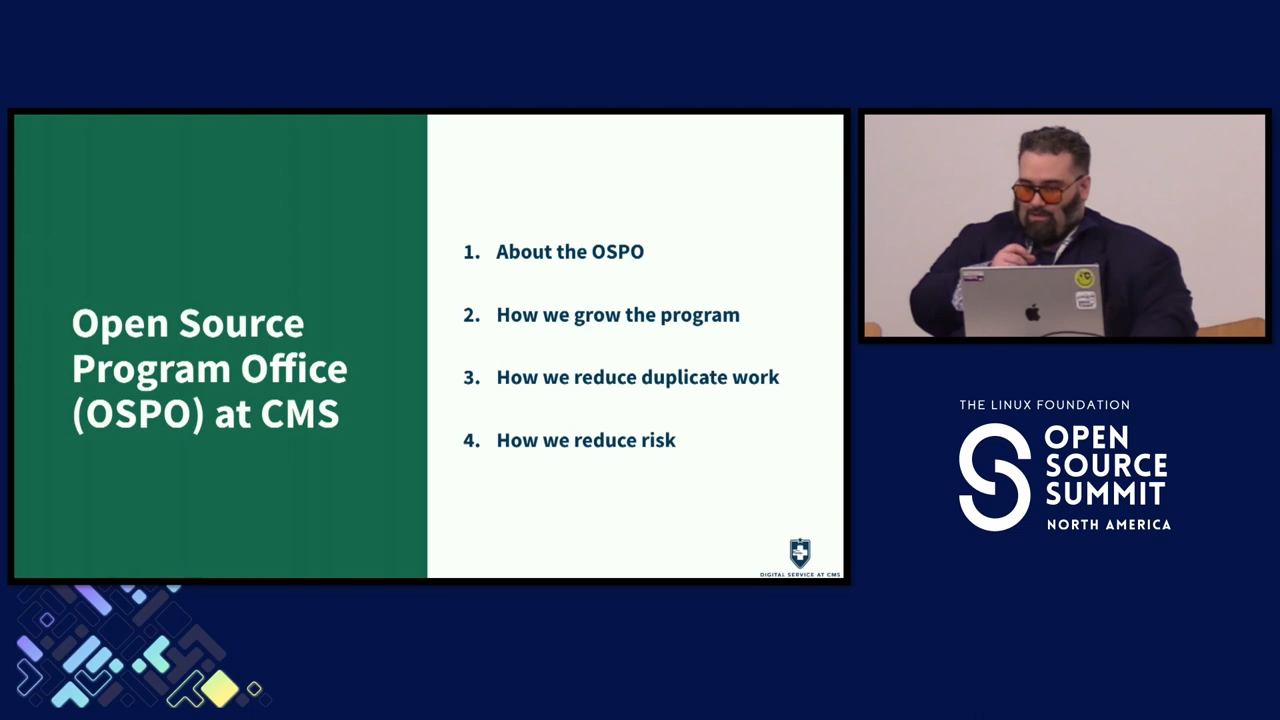 Open Source
Program Office
(OSPO) at CMS
1. About the OSPO
2. How we grow the program
3. How we reduce duplicate work
4. How we reduce risk
DIGITAL SERVICE AT CMS
THE LINUX FOUNDATION
OPEN
SOURCE
SUMMIT
NORTH AMERICA